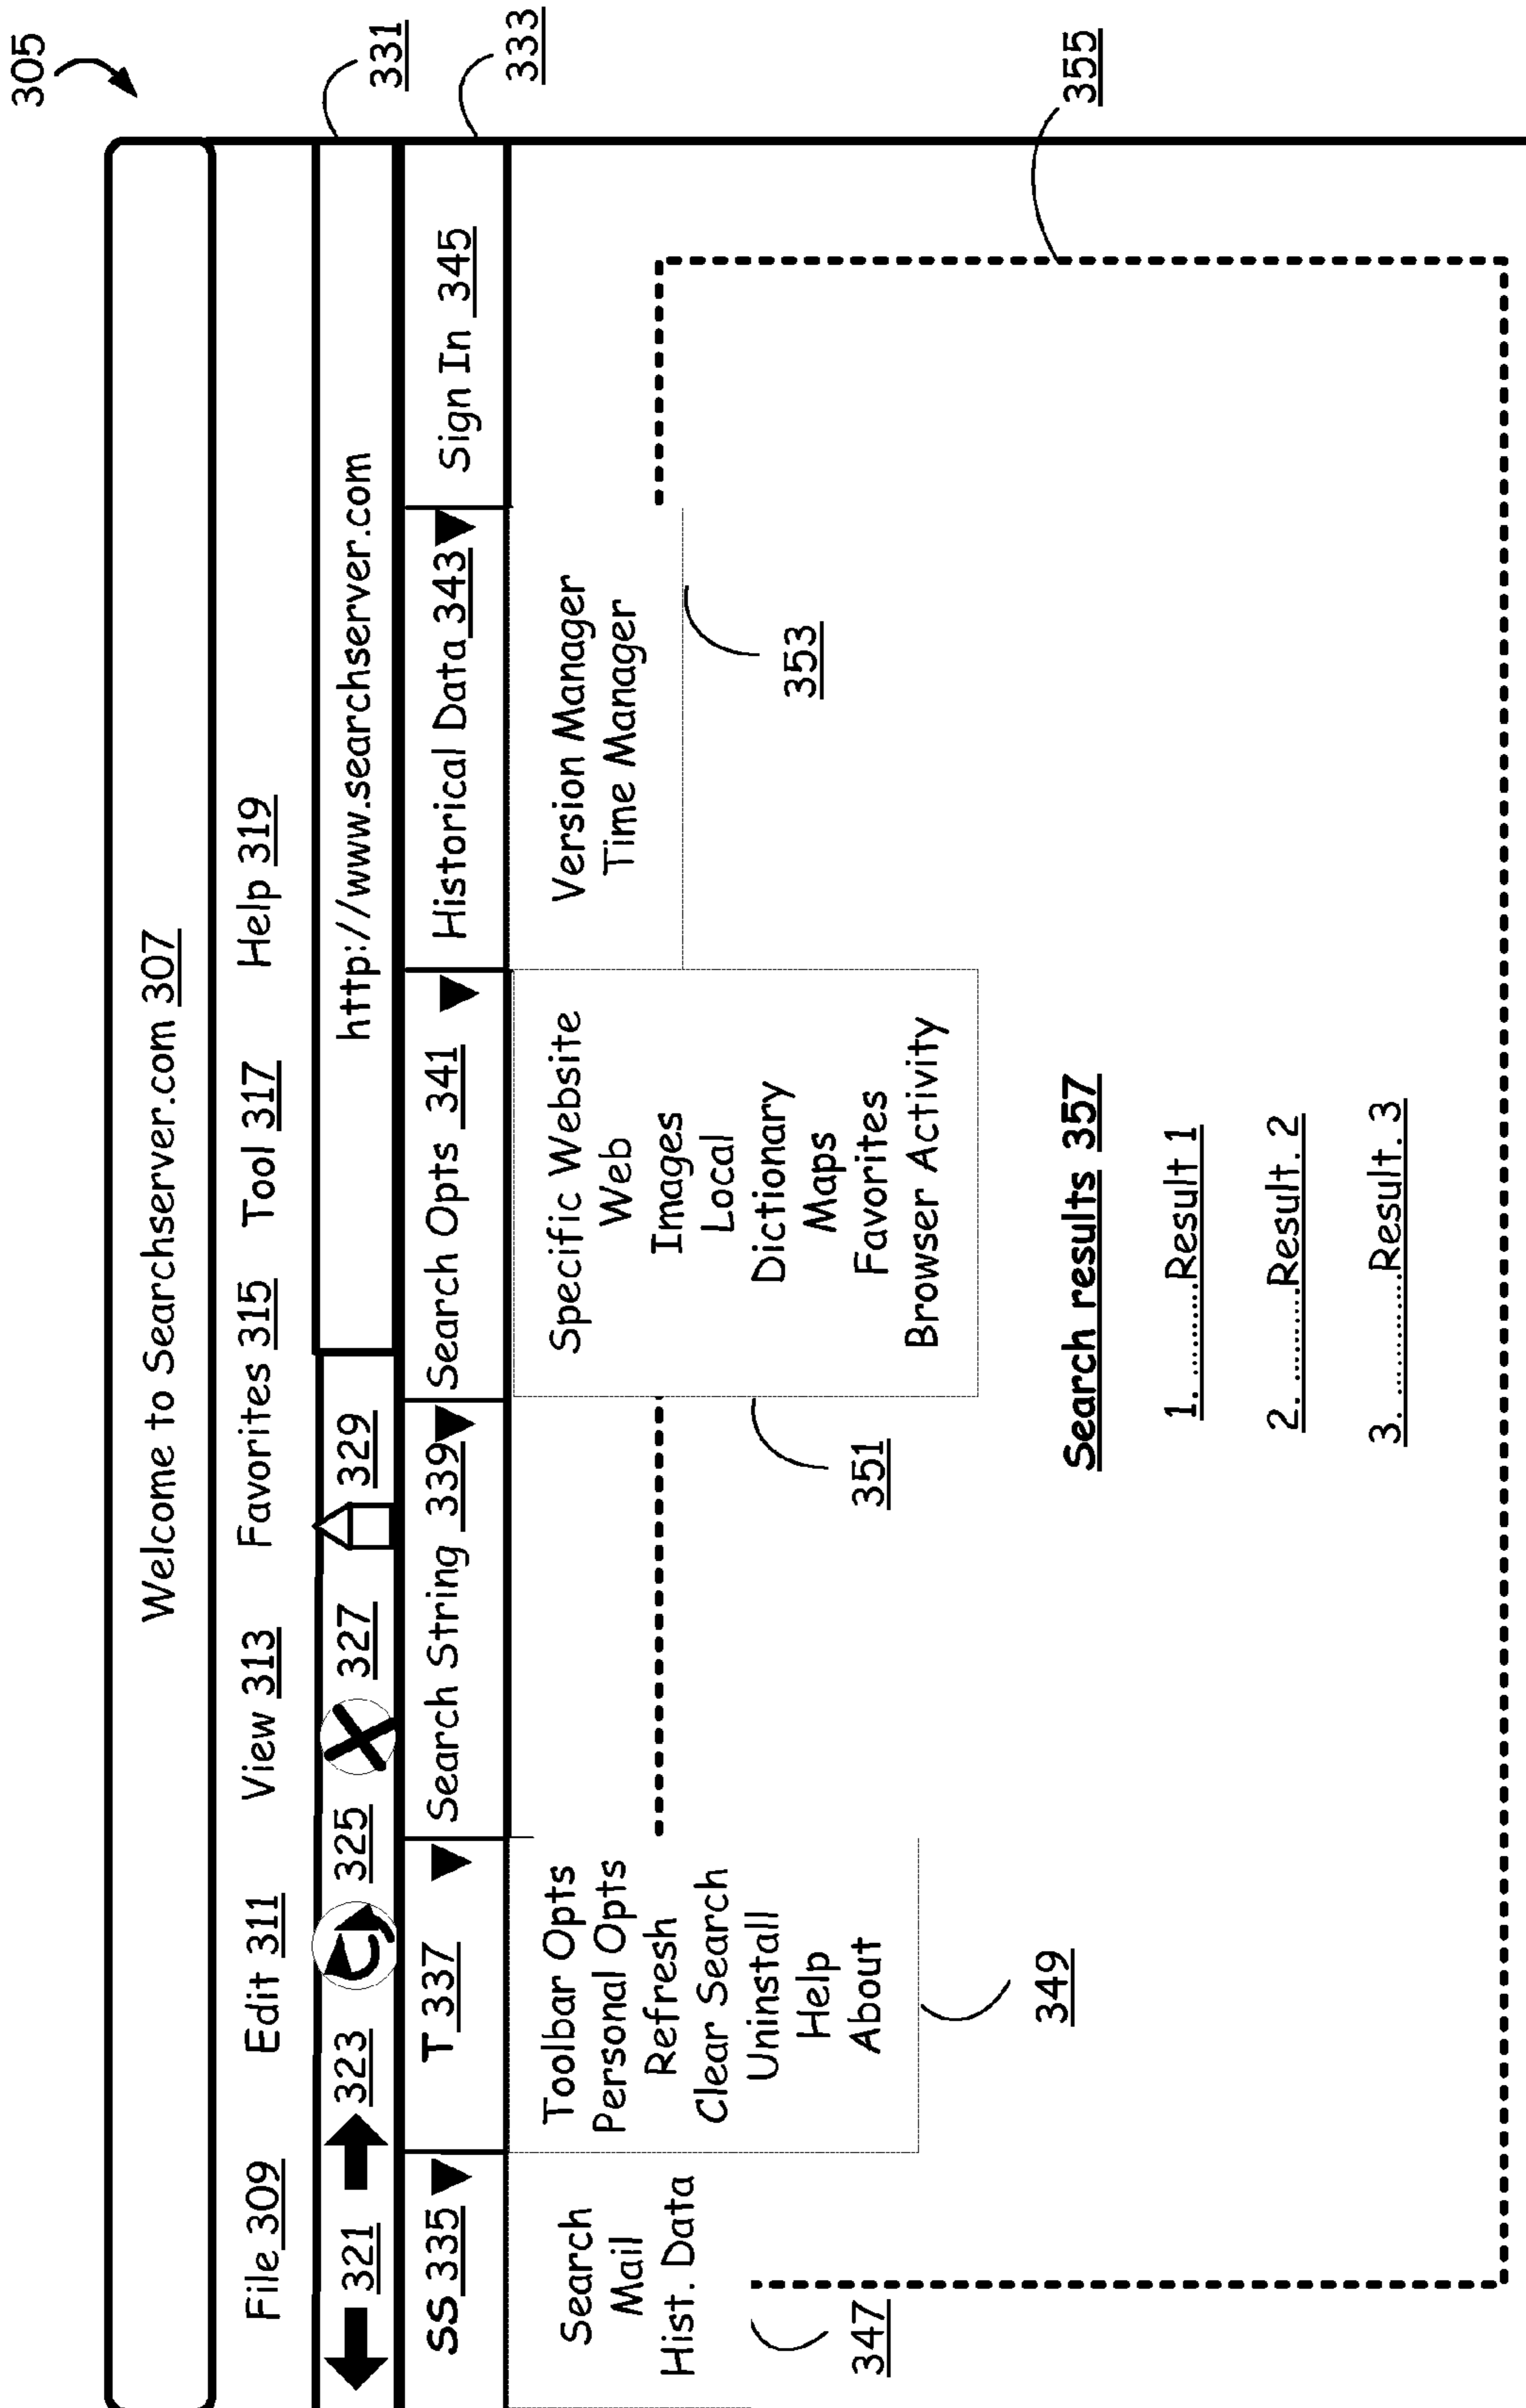 305
Welcome to Searchserver.com 307
File 309 Edit 311 View 313 Favorites 315 Tool 317 Help 319
321 323 325 327 329 http://www.searchserver.com 331
SS 335 T 337 Search String 339 Search Opts 341 Historical Data 343 Sign In 345 333
Search
Mail
Hist. Data
347
Toolbar Opts
Personal Opts
Refresh
Clear Search
Uninstall
Help
About
349
Specific Website
Web
Images
Local
Dictionary
Maps
Favorites
Browser Activity
351
Version Manager
Time Manager
353
355
Search results 357
1. ..........Result 1
2. ..........Result. 2
3. ............Result. 3